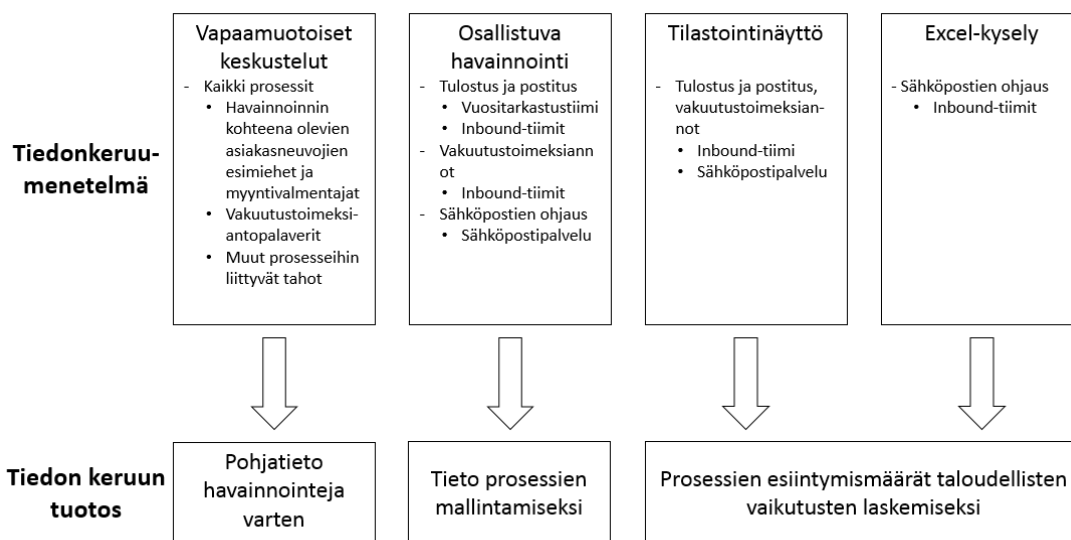 Tiedonkeruu-
menetelmä
Vapaamuotoiset
keskustelut
- Kaikki prosessit
• Havainnoinnin
kohteena olevien
asiakasneuvojien
esimiehet ja
myyntivalmentajat
• Vakuutustoimeksi-
antopalaverit
• Muut prosesseihin
liittyvät tahot
Osallistuva
havainnointi
- Tulostus ja postitus
• Vuositarkastustiimi
• Inbound-tiimit
- Vakuutustoimeksiann
ot
• Inbound-tiimit
- Sähköpostien ohjaus
• Sähköpostipalvelu
Tilastointinäyttö
- Tulostus ja postitus,
vakuutustoimeksian-
not
• Inbound-tiimi
• Sähköpostipalvelu
Excel-kysely
- Sähköpostien ohjaus
• Inbound-tiimit
Tiedon keruun
tuotos
Pohjatieto
havainnointeja
varten
Tieto prosessien
mallintamiseksi
Prosessien esiintymismäärät taloudellisten
vaikutusten laskemiseksi